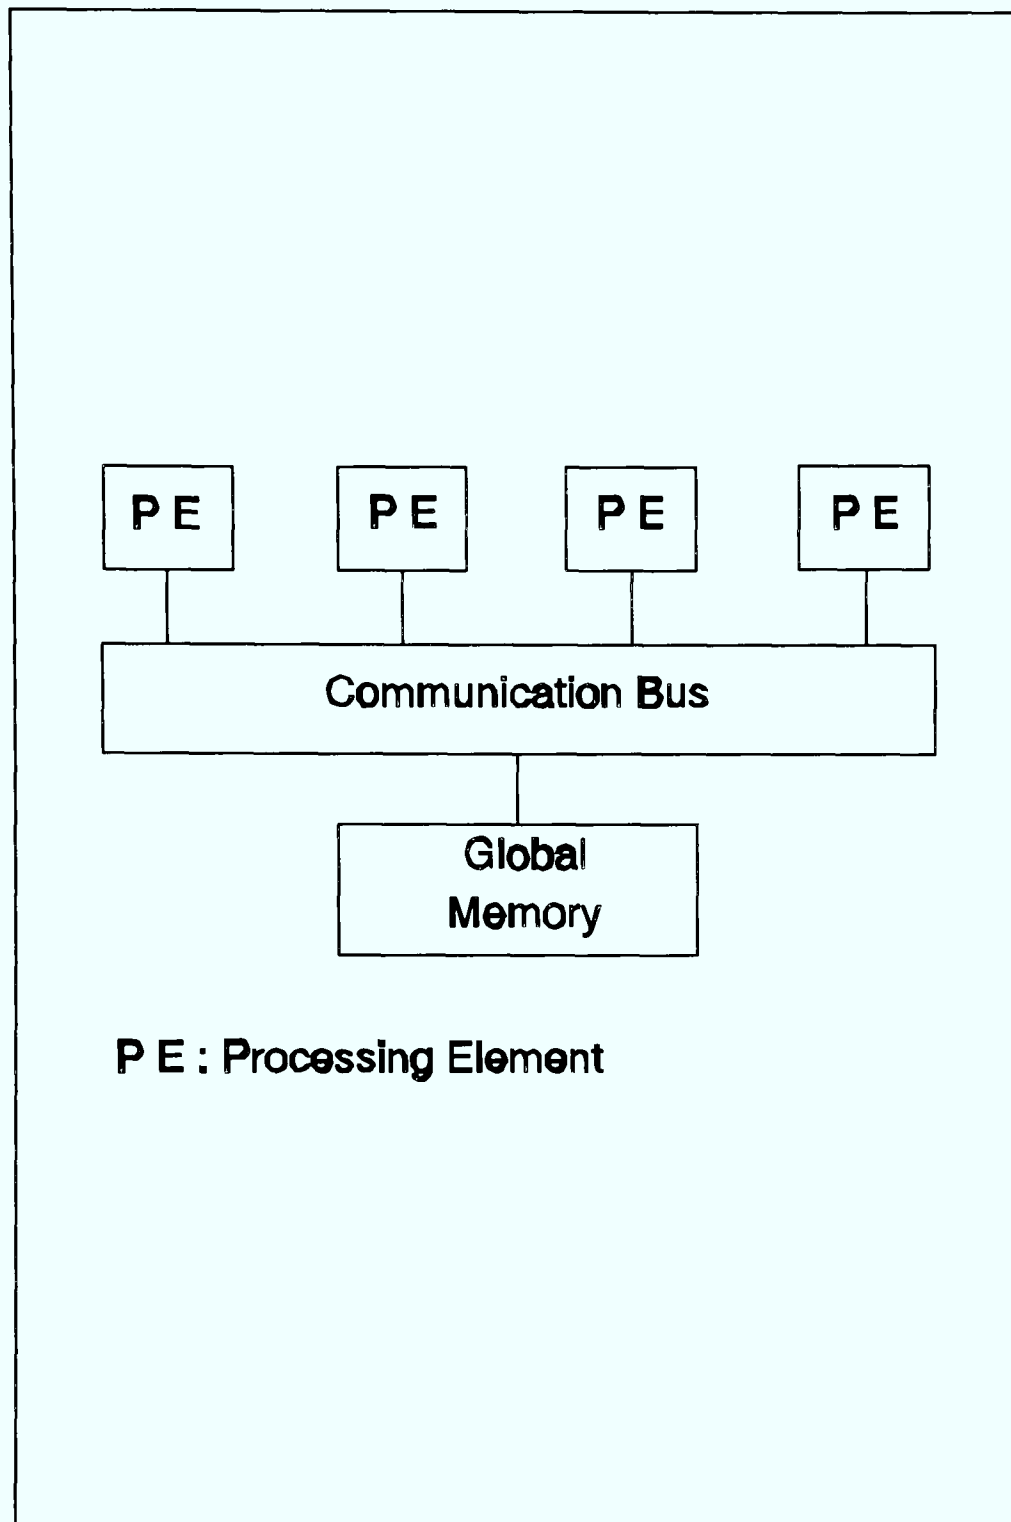 P E P E P E P E
Communication Bus
Global
Memory
P E : Processing Element